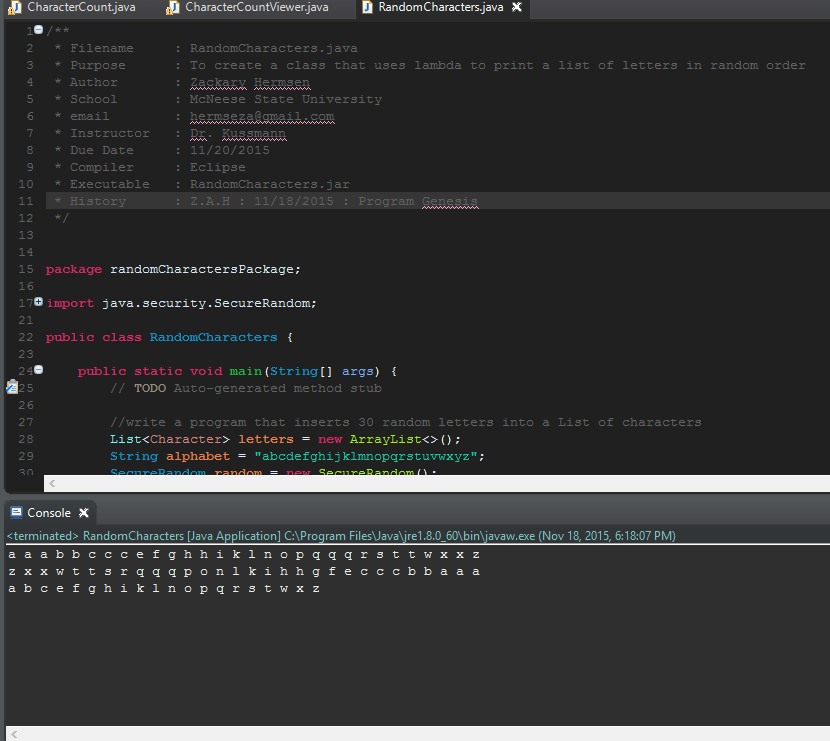 CharacterCount.java CharacterCountViewer.java RandomCharacters.java
1 /**
2 * Filename : RandomCharacters.java
3 * Purpose : To create a class that uses lambda to print a list of letters in random order
4 * Author : Zackary Hermsen
5 * School : McNeese State University
6 * email : hermseza@gmail.com
7 * Instructor : Dr. Kussmann
8 * Due Date : 11/20/2015
9 * Compiler : Eclipse
10 * Executable : RandomCharacters.jar
11 * History : Z.A.H : 11/18/2015 : Program Genesis
12 */
13
14
15 package randomCharactersPackage;
16
17 import java.security.SecureRandom;
21
22 public class RandomCharacters {
23
24 public static void main(String[] args) {
25 // TODO Auto-generated method stub
26
27 //write a program that inserts 30 random letters into a List of characters
28 List<Character> letters = new ArrayList<>();
29 String alphabet = "abcdefghijklmnopqrstuvwxyz";
30 SecureRandom random = new SecureRandom();
Console
<terminated> RandomCharacters [Java Application] C:\Program Files\Java\jre1.8.0_60\bin\javaw.exe (Nov 18, 2015, 6:18:07 PM)
a a a b b c c c e f g h h i k l n o p q q q r s t t w x x z
z x x w t t s r q q q p o n l k i h h g f e c c c b b a a a
a b c e f g h i k l n o p q r s t w x z